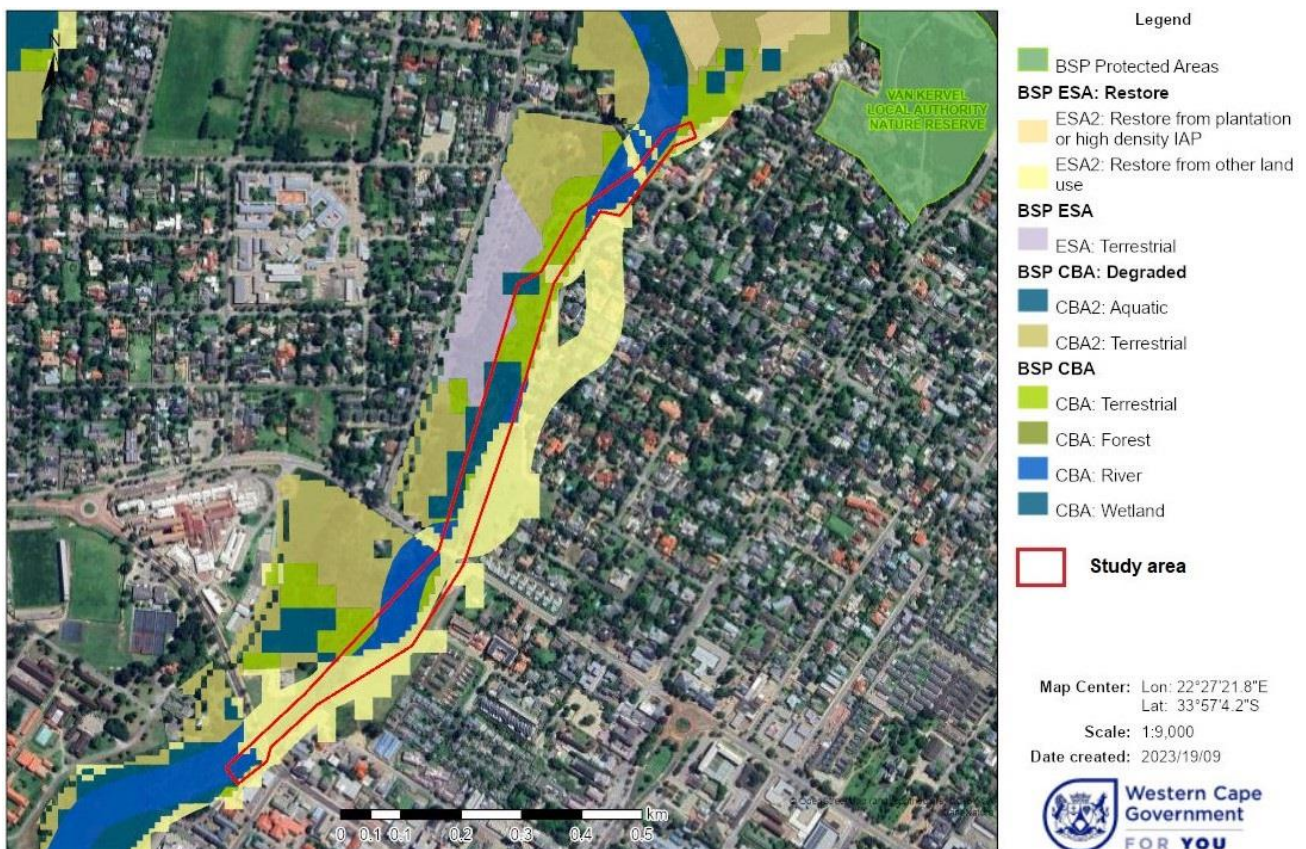 N
VAN KERVEL
LOCAL AUTHORITY
NATURE RESERVE
km
0 0.1 0.1 0.2 0.3 0.4 0.5
Legend
BSP Protected Areas
BSP ESA: Restore
ESA2: Restore from plantation
or high density IAP
ESA2: Restore from other land
use
BSP ESA
ESA: Terrestrial
BSP CBA: Degraded
CBA2: Aquatic
CBA2: Terrestrial
BSP CBA
CBA: Terrestrial
CBA: Forest
CBA: River
CBA: Wetland
Study area
Map Center: Lon: 22°27'21.8"E
Lat: 33°57'4.2"S
Scale: 1:9,000
Date created: 2023/19/09
Western Cape
Government
FOR YOU